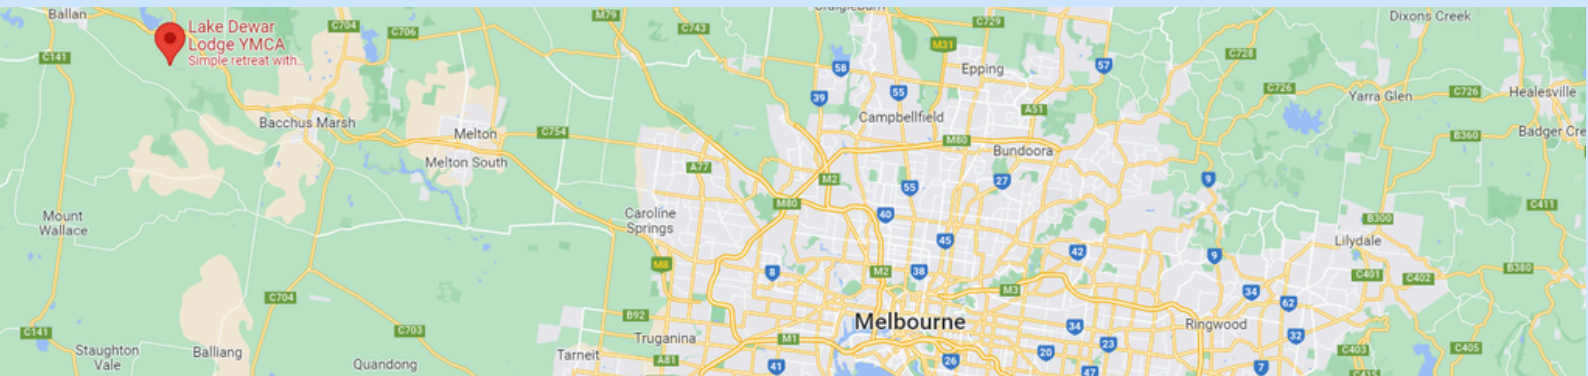 Ballan
M79
Craigieburn
C729
Dixons Creek
Lake Dewar
Lodge YMCA
Simple retreat with...
C704
C706
C743
M31
C728
C141
58
Epping
57
C726
Yarra Glen
C726
Healesville
39
55
Campbellfield
A51
Bacchus Marsh
Melton
C754
M80
Bundoora
B360
Badger Cre
Melton South
A77
M2
55
27
9
Mount
Wallace
Caroline
Springs
M80
40
B300
C411
45
42
9
Lilydale
M8
8
M2
38
C401
C402
B380
C704
M3
34
62
C141
C703
B92
Truganina
Melbourne
34
Ringwood
32
Staughton
Vale
Balliang
Quandong
Tarneit
A81
M1
41
26
20
23
47
7
C403
C405
C415